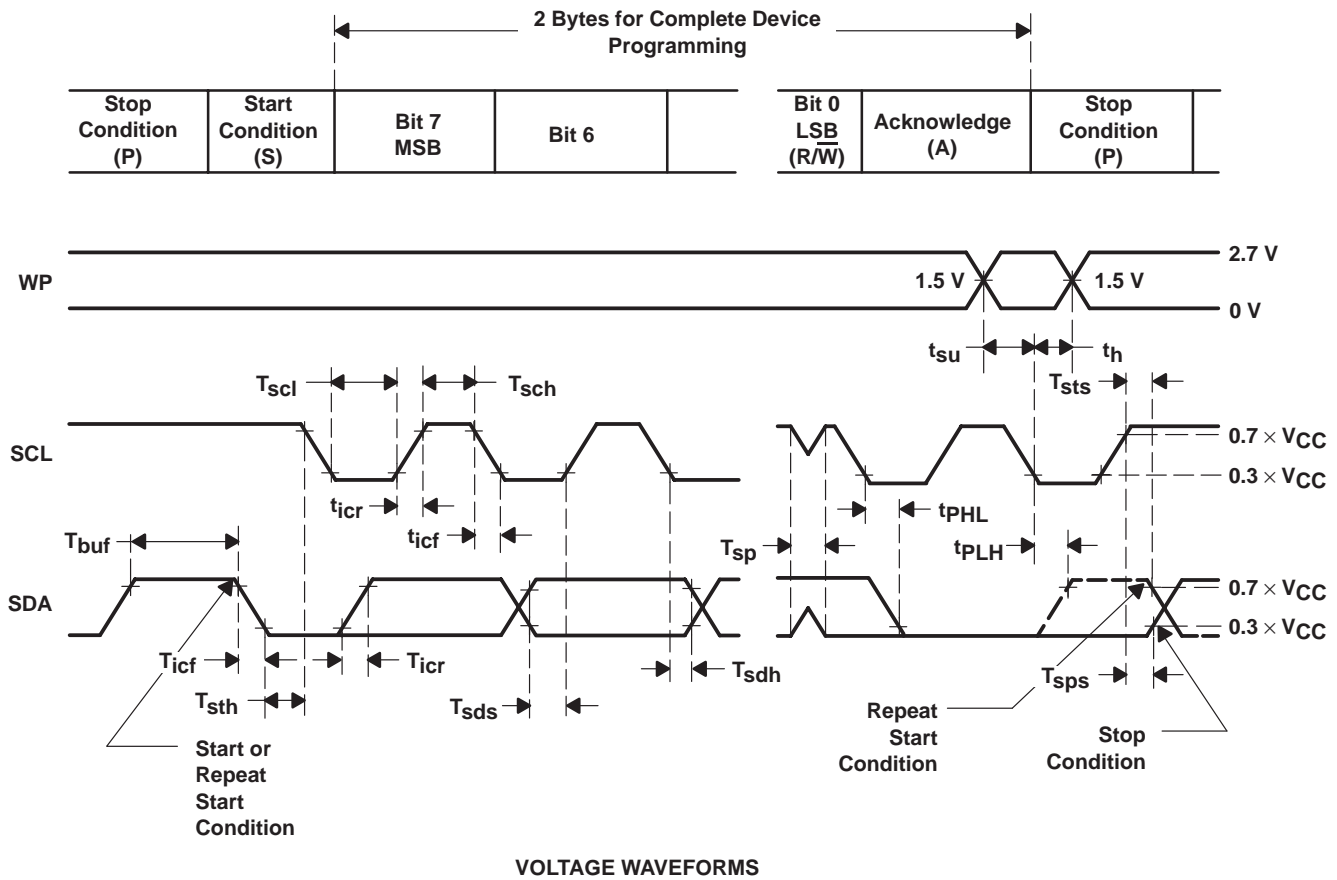 2 Bytes for Complete Device
Programming
Stop
Condition
(P)
Start
Condition
(S)
Bit 7
MSB
Bit 6
Bit 0
LSB
(R/W̅)
Acknowledge
(A)
Stop
Condition
(P)
WP
1.5 V
1.5 V
2.7 V
0 V
tsu
th
Tscl
Tsch
Tsts
SCL
0.7 × VCC
0.3 × VCC
ticr
ticf
tPHL
Tbuf
Tsp
tPLH
SDA
0.7 × VCC
0.3 × VCC
Ticf
Ticr
Tsdh
Tsps
Tsth
Tsds
Start or
Repeat
Start
Condition
Repeat
Start
Condition
Stop
Condition
VOLTAGE WAVEFORMS